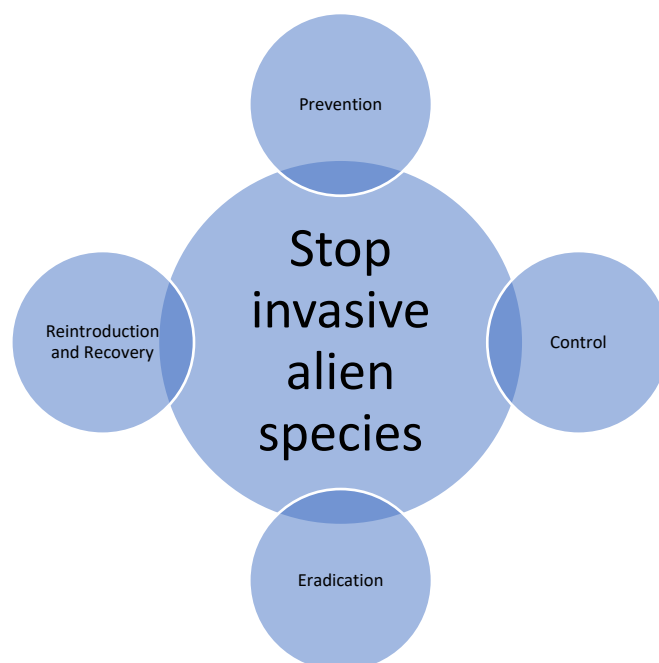 Prevention
Stop
invasive
alien
species
Reintroduction
and Recovery
Control
Eradication